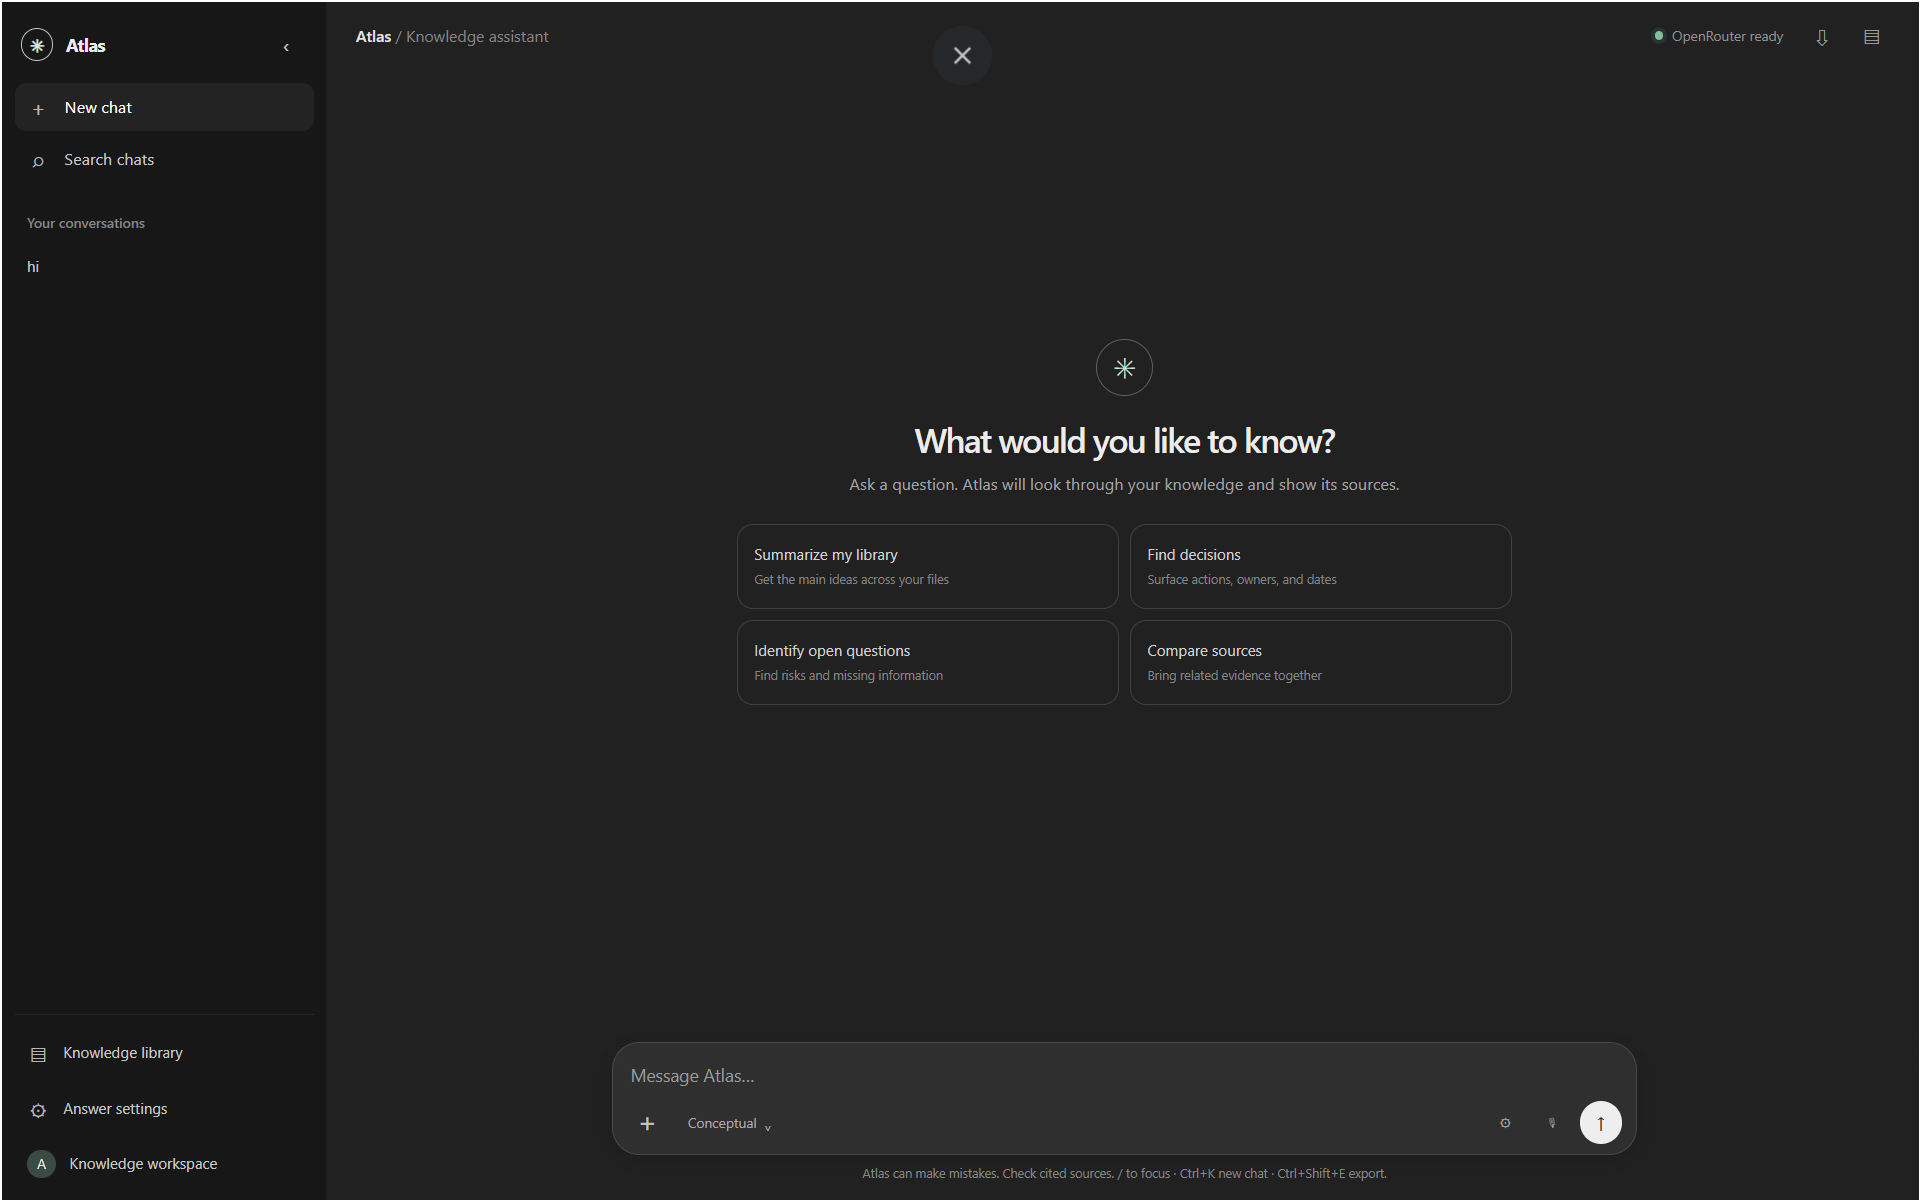 Atlas
New chat
Search chats
Your conversations
hi
Knowledge library
Answer settings
A
Knowledge workspace
Atlas / Knowledge assistant
OpenRouter ready
What would you like to know?
Ask a question. Atlas will look through your knowledge and show its sources.
Summarize my library
Get the main ideas across your files
Find decisions
Surface actions, owners, and dates
Identify open questions
Find risks and missing information
Compare sources
Bring related evidence together
Message Atlas...
Conceptual
Atlas can make mistakes. Check cited sources. / to focus · Ctrl+K new chat · Ctrl+Shift+E export.